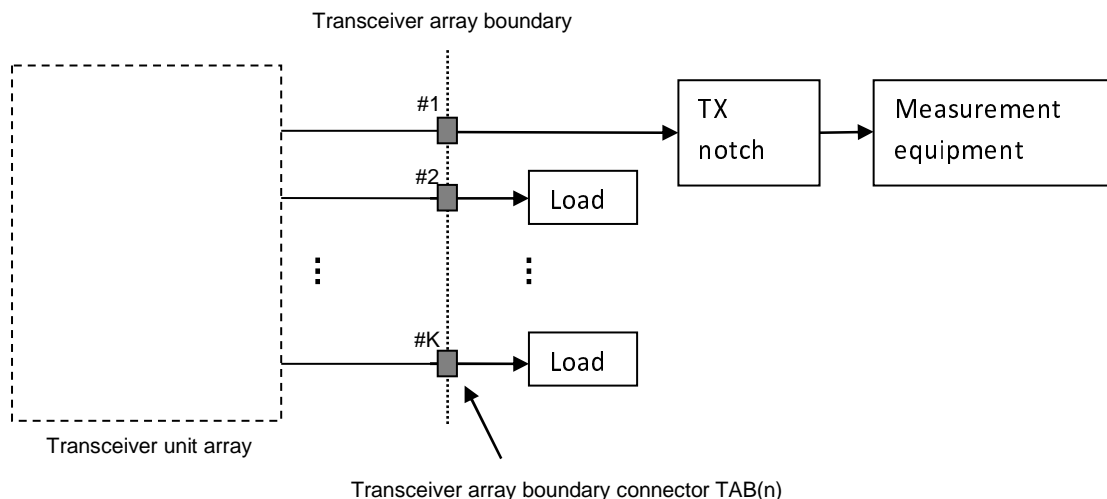 Transceiver array boundary
#1
TX
notch
Measurement
equipment
#2
Load
#K
Load
Transceiver unit array
Transceiver array boundary connector TAB(n)